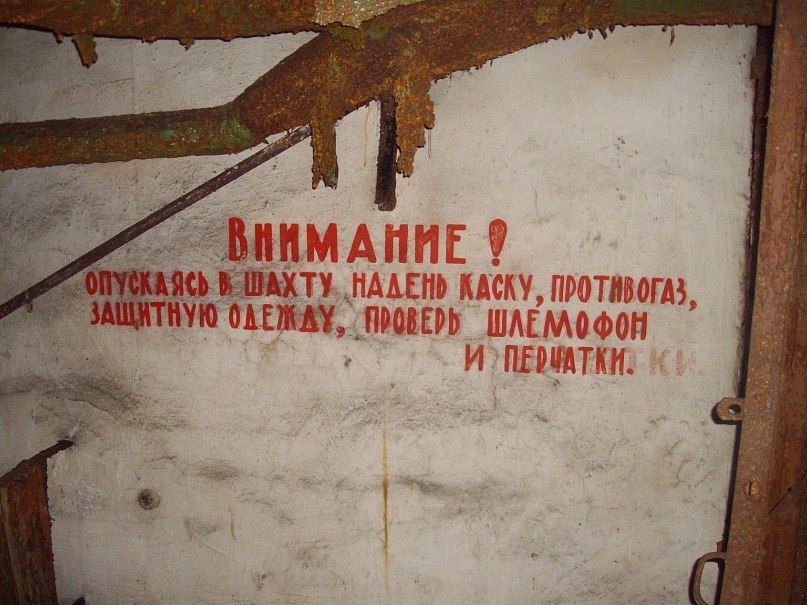 Внимание!
опускаясь в шахту надень каску, противогаз,
защитную одежду, проверь шлемофон
и перчатки.